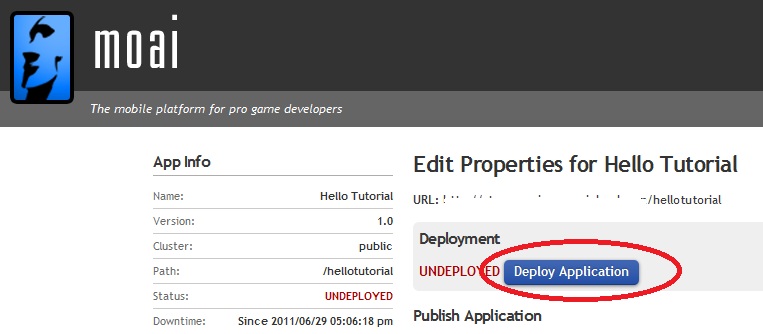 moai
The mobile platform for pro game developers
App Info
Name: Hello Tutorial
Version: 1.0
Cluster: public
Path: /hellotutorial
Status: UNDEPLOYED
Downtime: Since 2011/06/29 05:06:18 pm
Edit Properties for Hello Tutorial
URL: /hellotutorial
Deployment
UNDEPLOYED Deploy Application
Publish Application